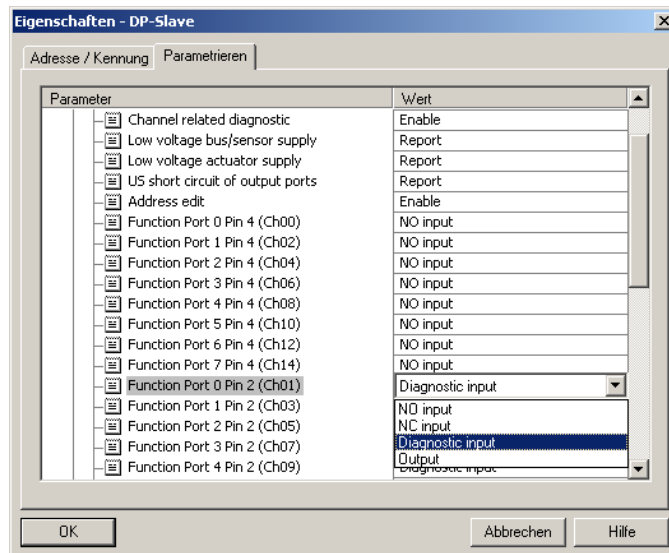 Eigenschaften - DP-Slave
Adresse / Kennung Parametrieren
Parameter Wert
Channel related diagnostic Enable
Low voltage bus/sensor supply Report
Low voltage actuator supply Report
US short circuit of output ports Report
Address edit Enable
Function Port 0 Pin 4 (Ch00) NO input
Function Port 1 Pin 4 (Ch02) NO input
Function Port 2 Pin 4 (Ch04) NO input
Function Port 3 Pin 4 (Ch06) NO input
Function Port 4 Pin 4 (Ch08) NO input
Function Port 5 Pin 4 (Ch10) NO input
Function Port 6 Pin 4 (Ch12) NO input
Function Port 7 Pin 4 (Ch14) NO input
Function Port 0 Pin 2 (Ch01) Diagnostic input
Function Port 1 Pin 2 (Ch03) NO input
Function Port 2 Pin 2 (Ch05) NC input
Function Port 3 Pin 2 (Ch07) Diagnostic input
Output
Function Port 4 Pin 2 (Ch09) Diagnostic input
OK Abbrechen Hilfe